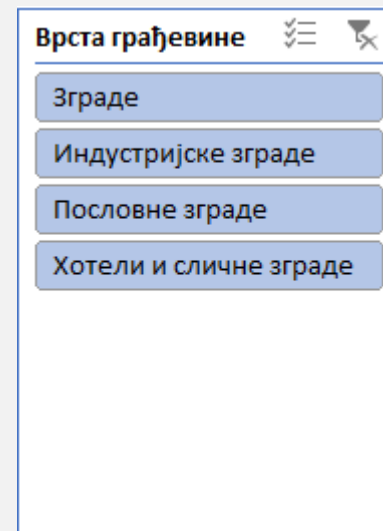 Врста грађевине
Зграде
Индустријске зграде
Пословне зграде
Хотели и сличне зграде